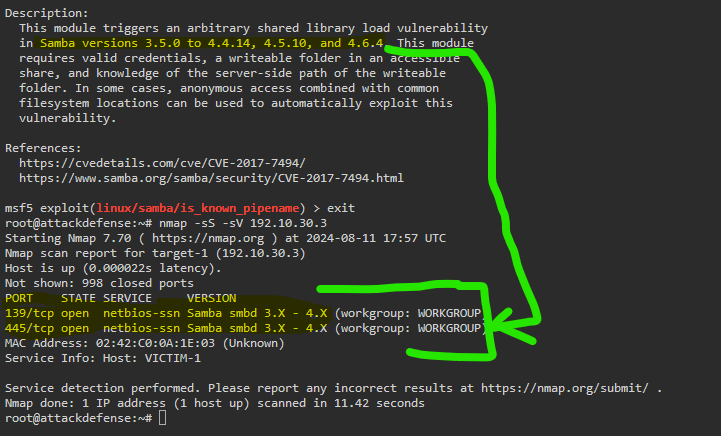 Description:
This module triggers an arbitrary shared library load vulnerability
in Samba versions 3.5.0 to 4.4.14, 4.5.10, and 4.6.4. This module
requires valid credentials, a writeable folder in an accessible
share, and knowledge of the server-side path of the writeable
folder. In some cases, anonymous access combined with common
filesystem locations can be used to automatically exploit this
vulnerability.
References:
https://cvedetails.com/cve/CVE-2017-7494/
https://www.samba.org/samba/security/CVE-2017-7494.html
msf5 exploit(linux/samba/is_known_pipename) > exit
root@attackdefense:~# nmap -sS -sV 192.10.30.3
Starting Nmap 7.70 ( https://nmap.org ) at 2024-08-11 17:57 UTC
Nmap scan report for target-1 (192.10.30.3)
Host is up (0.000022s latency).
Not shown: 998 closed ports
PORT    STATE SERVICE     VERSION
139/tcp open  netbios-ssn Samba smbd 3.X - 4.X (workgroup: WORKGROUP)
445/tcp open  netbios-ssn Samba smbd 3.X - 4.X (workgroup: WORKGROUP)
MAC Address: 02:42:C0:0A:1E:03 (Unknown)
Service Info: Host: VICTIM-1
Service detection performed. Please report any incorrect results at https://nmap.org/submit/ .
Nmap done: 1 IP address (1 host up) scanned in 11.42 seconds
root@attackdefense:~#